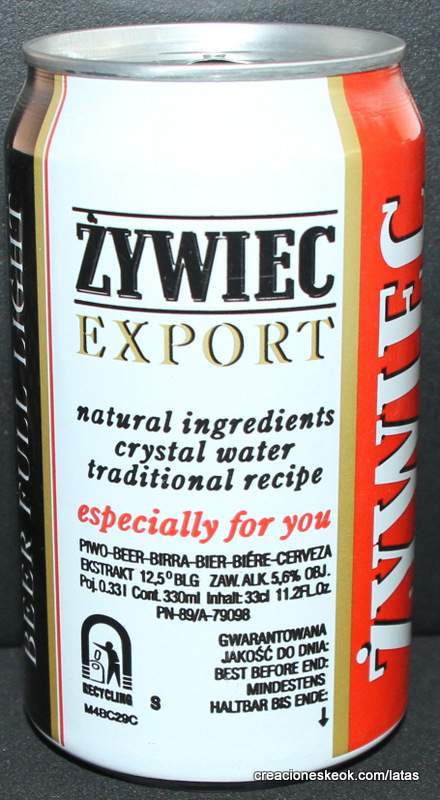 BEER FULL LIGHT
ŻYWIEC
EXPORT
natural ingredients
crystal water
traditional recipe
especially for you
PIWO-BEER-BIRRA-BIER-BIÉRE-CERVEZA
EKSTRAKT 12,5° BLG ZAW. ALK. 5,6% OBJ.
Poj. 0.33 l Cont. 330ml Inhalt: 33cl 11.2FL.Oz
PN-89/A-79098
RECYCLING
S
M4BC29C
GWARANTOWANA
JAKOŚĆ DO DNIA:
BEST BEFORE END:
MINDESTENS
HALTBAR BIS ENDE:
ŻYWIEC
creacioneskeok.com/latas